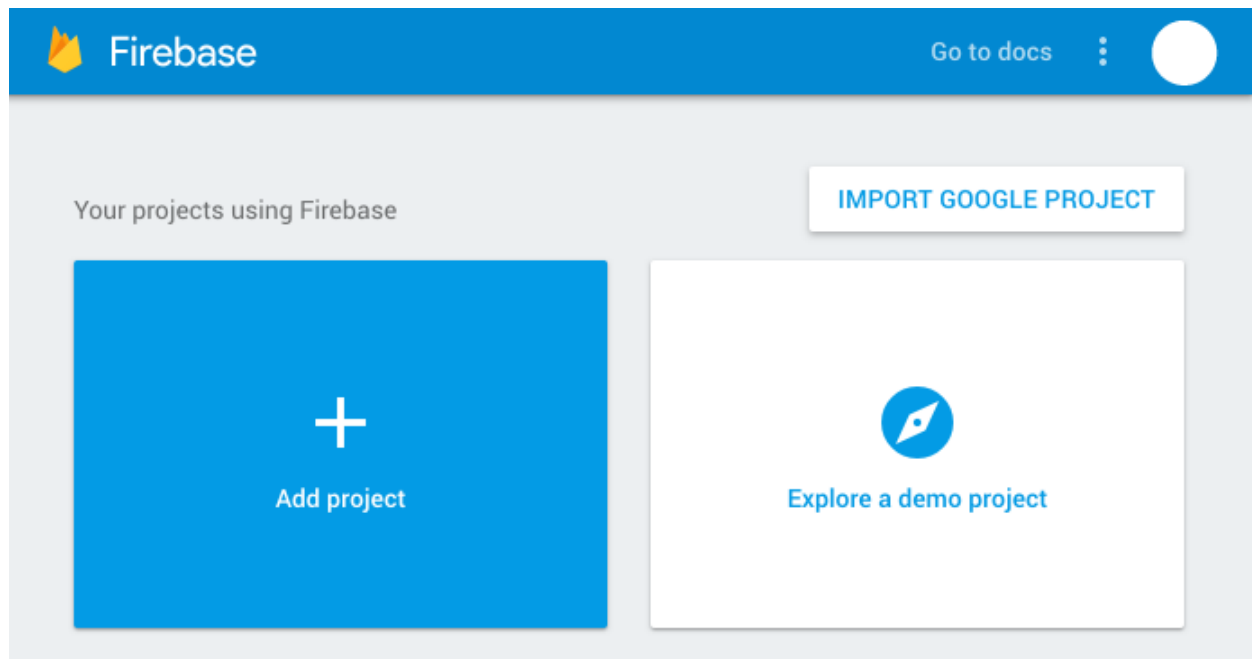 Firebase
Go to docs
Your projects using Firebase
IMPORT GOOGLE PROJECT
Add project
Explore a demo project